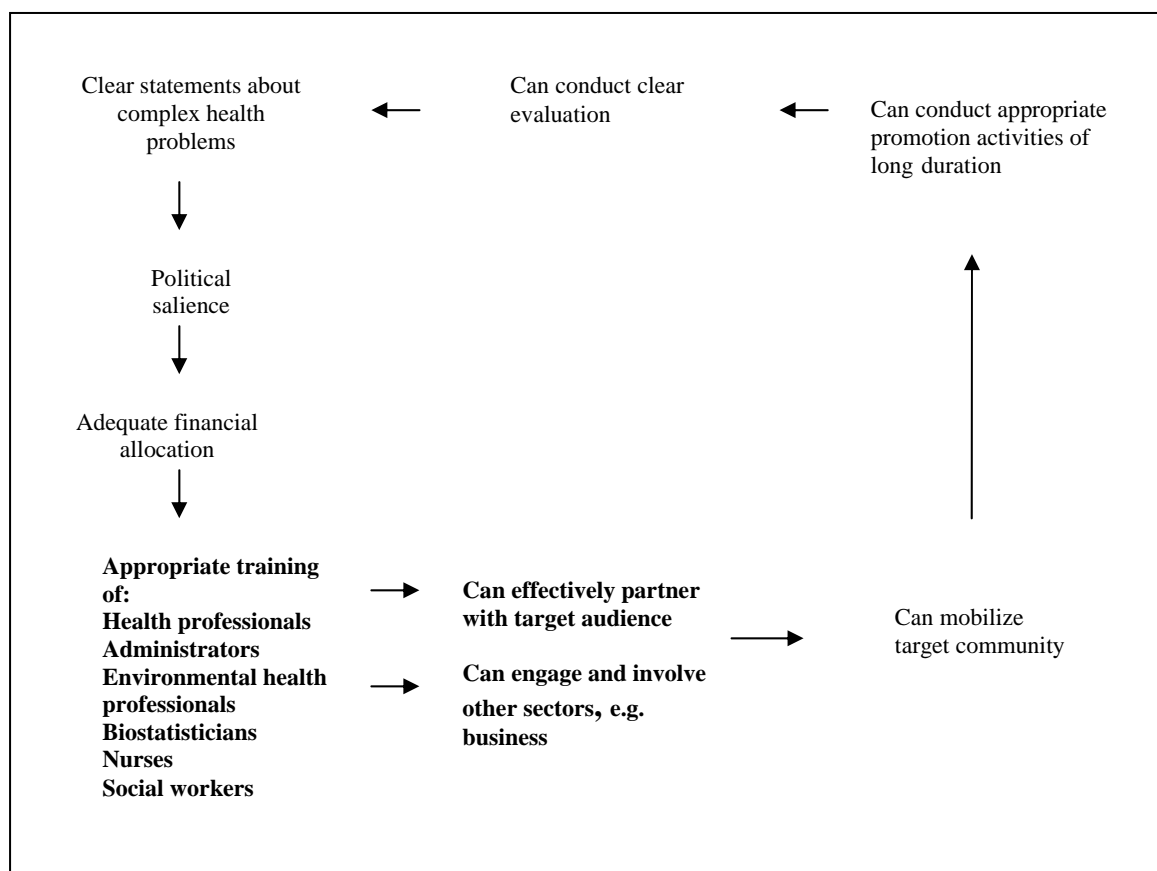 Clear statements about
complex health
problems
Can conduct clear
evaluation
Can conduct appropriate
promotion activities of
long duration
Political
salience
Adequate financial
allocation
Appropriate training
of:
Health professionals
Administrators
Environmental health
professionals
Biostatisticians
Nurses
Social workers
Can effectively partner
with target audience
Can engage and involve
other sectors, e.g.
business
Can mobilize
target community